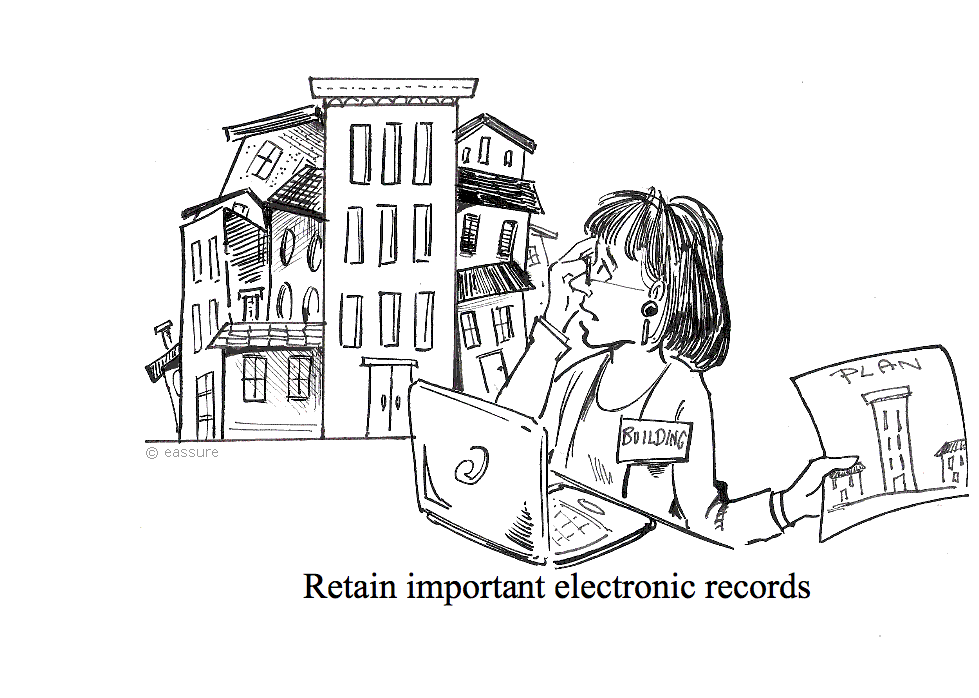 PLAN
BUILDING
© eassure
Retain important electronic records